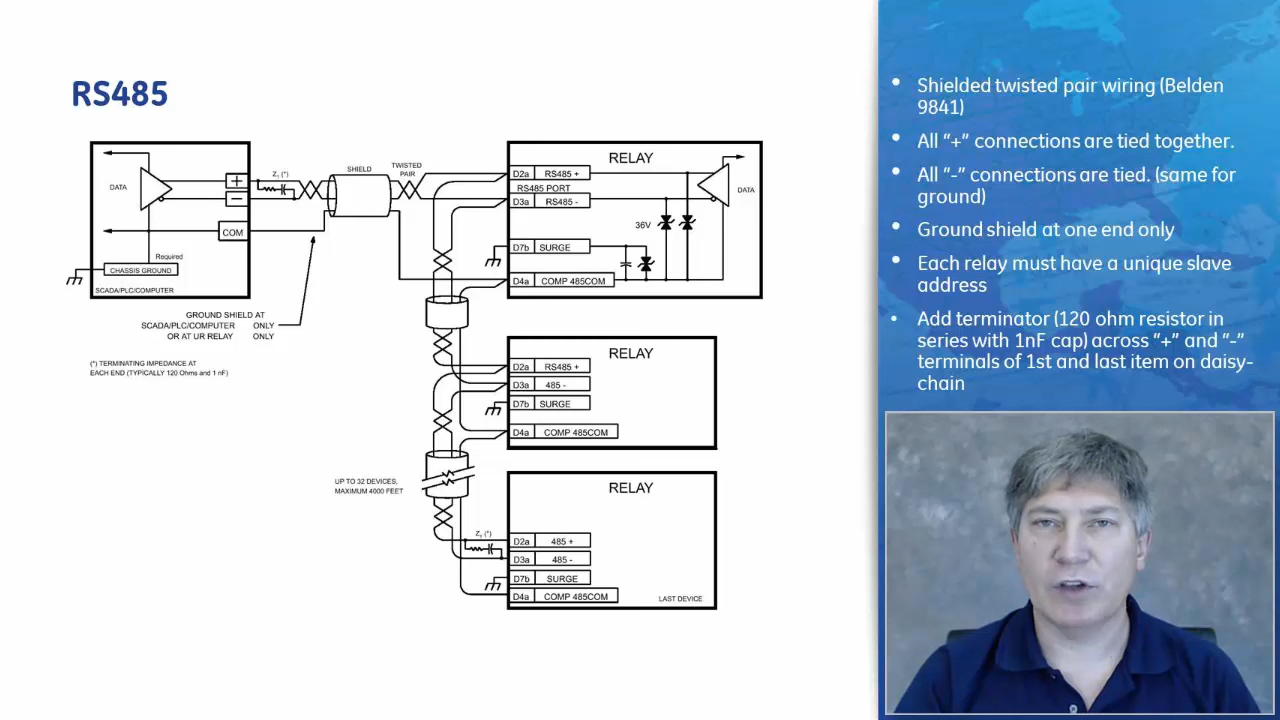 RS485
DATA
+
−
COM
Required
CHASSIS GROUND
SCADA/PLC/COMPUTER
Zt (*)
SHIELD
TWISTED
PAIR
GROUND SHIELD AT
SCADA/PLC/COMPUTER ONLY
OR AT UR RELAY ONLY
(*) TERMINATING IMPEDANCE AT
EACH END (TYPICALLY 120 Ohms and 1 nF)
RELAY
D2a RS485 +
RS485 PORT
D3a RS485 -
36V
DATA
D7b SURGE
D4a COMP 485COM
RELAY
D2a RS485 +
D3a 485 -
D7b SURGE
D4a COMP 485COM
UP TO 32 DEVICES,
MAXIMUM 4000 FEET
RELAY
Zt (*)
D2a 485 +
D3a 485 -
D7b SURGE
D4a COMP 485COM
LAST DEVICE
• Shielded twisted pair wiring (Belden
9841)
• All "+" connections are tied together.
• All "-" connections are tied. (same for
ground)
• Ground shield at one end only
• Each relay must have a unique slave
address
• Add terminator (120 ohm resistor in
series with 1nF cap) across "+" and "-"
terminals of 1st and last item on daisy-
chain